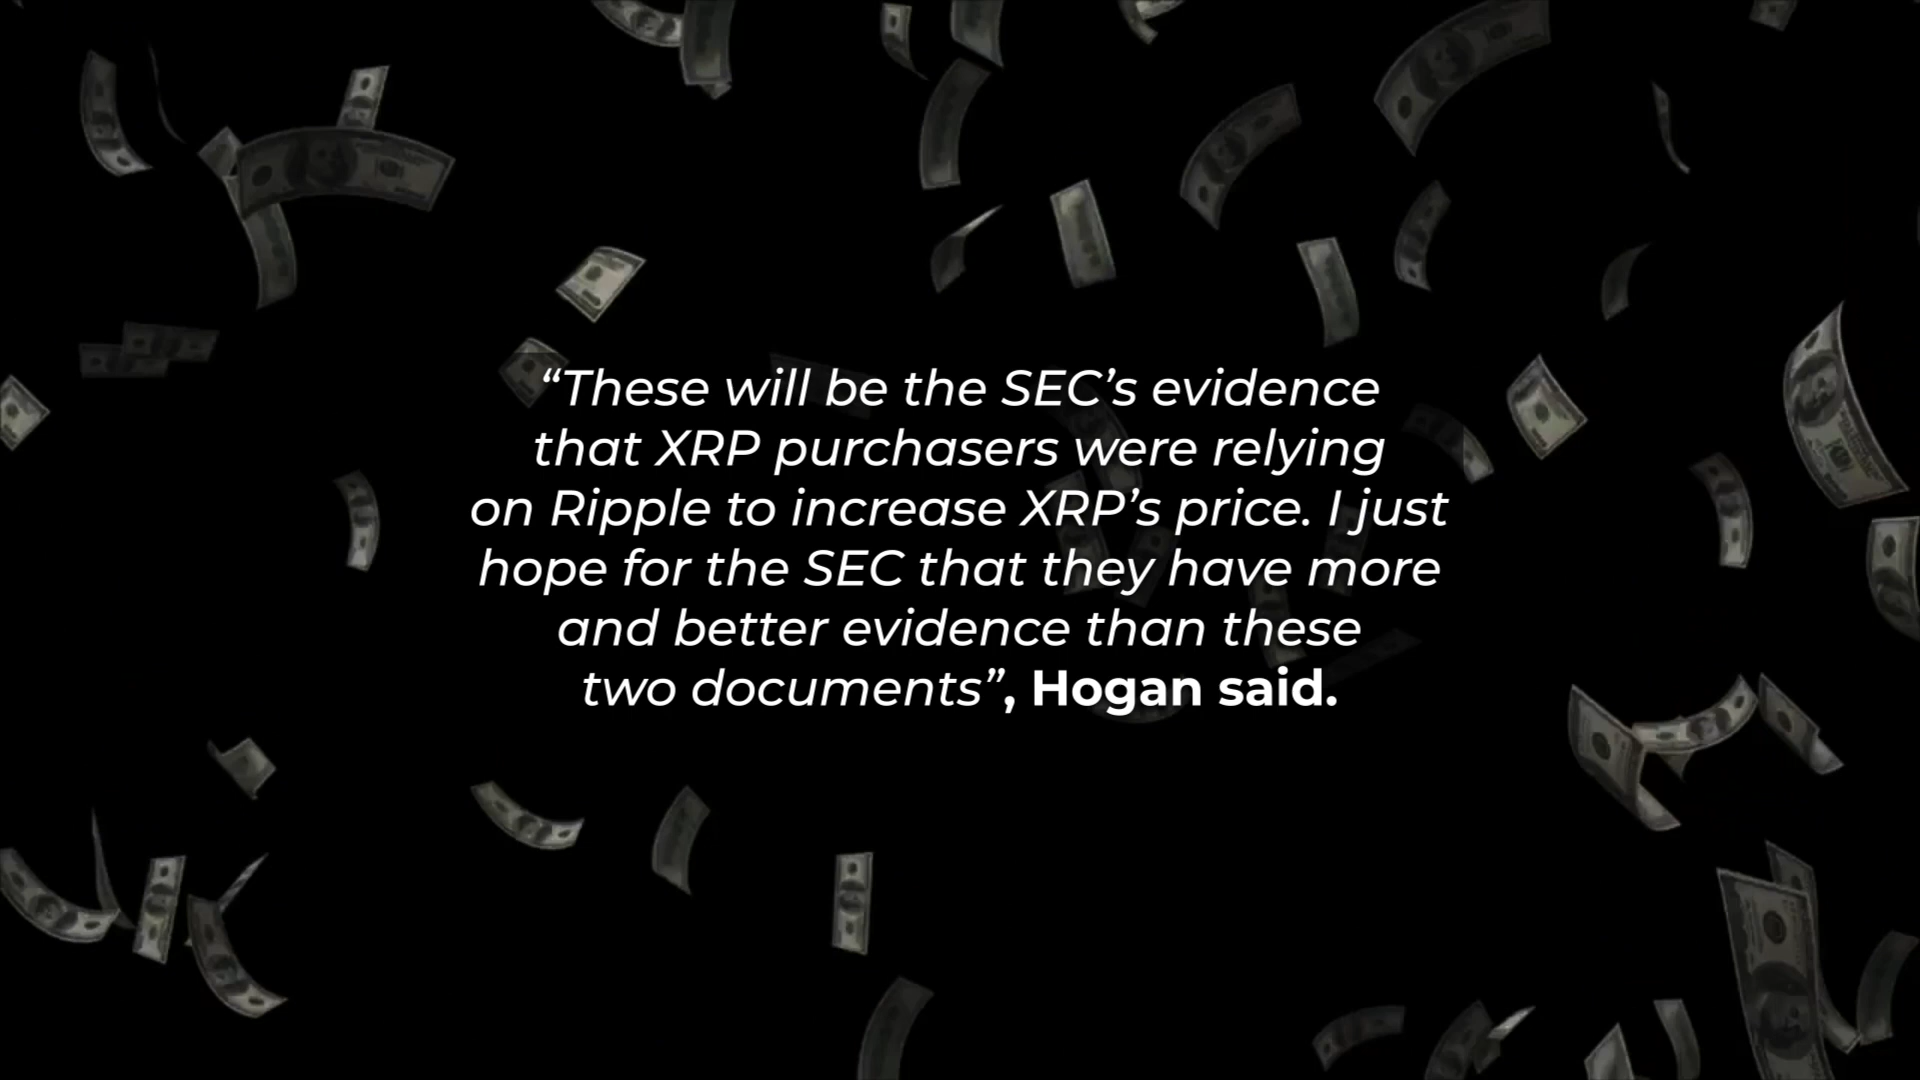 “These will be the SEC’s evidence
that XRP purchasers were relying
on Ripple to increase XRP’s price. I just
hope for the SEC that they have more
and better evidence than these
two documents”, Hogan said.